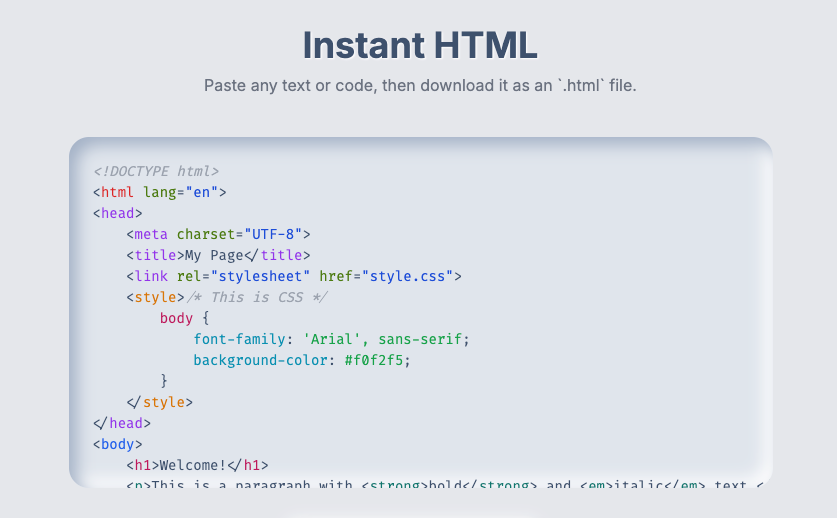 Instant HTML
Paste any text or code, then download it as an `.html` file.
<!DOCTYPE html>
<html lang="en">
<head>
    <meta charset="UTF-8">
    <title>My Page</title>
    <link rel="stylesheet" href="style.css">
    <style>/* This is CSS */
        body {
            font-family: 'Arial', sans-serif;
            background-color: #f0f2f5;
        }
    </style>
</head>
<body>
    <h1>Welcome!</h1>
    <p>This is a paragraph with <strong>bold</strong> and <em>italic</em> text.<